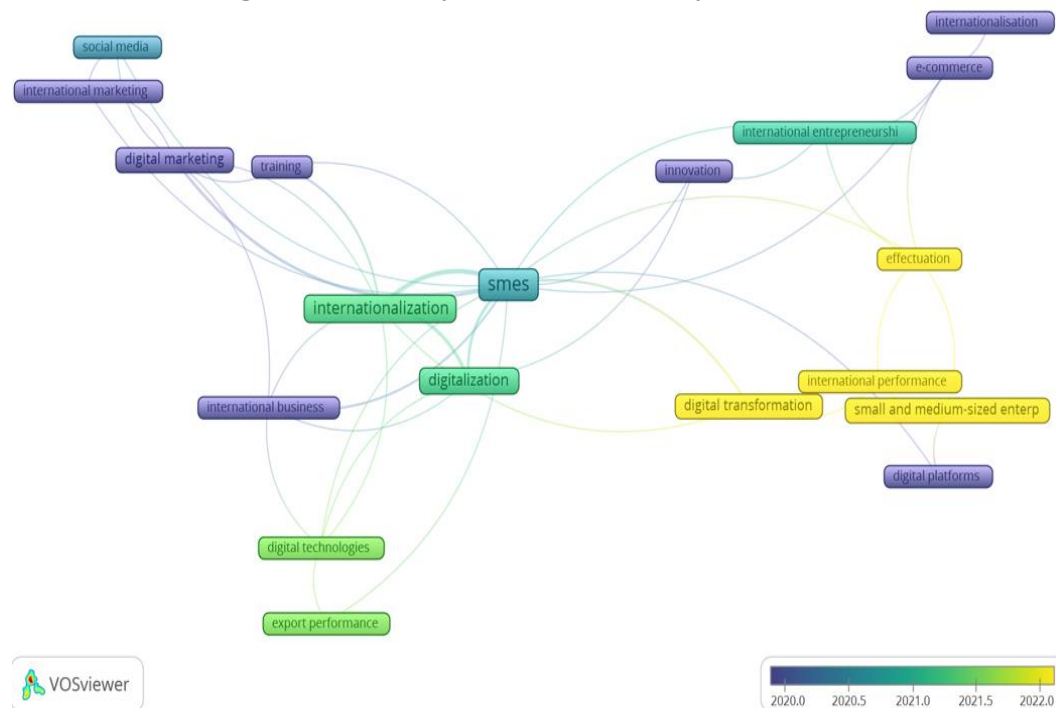 internationalisation
social media
e-commerce
international marketing
international entrepreneurshi
digital marketing
training
innovation
effectuation
smes
internationalization
digitalization
international performance
international business
digital transformation
small and medium-sized enterp
digital platforms
digital technologies
export performance
VOSviewer
2020.0 2020.5 2021.0 2021.5 2022.0